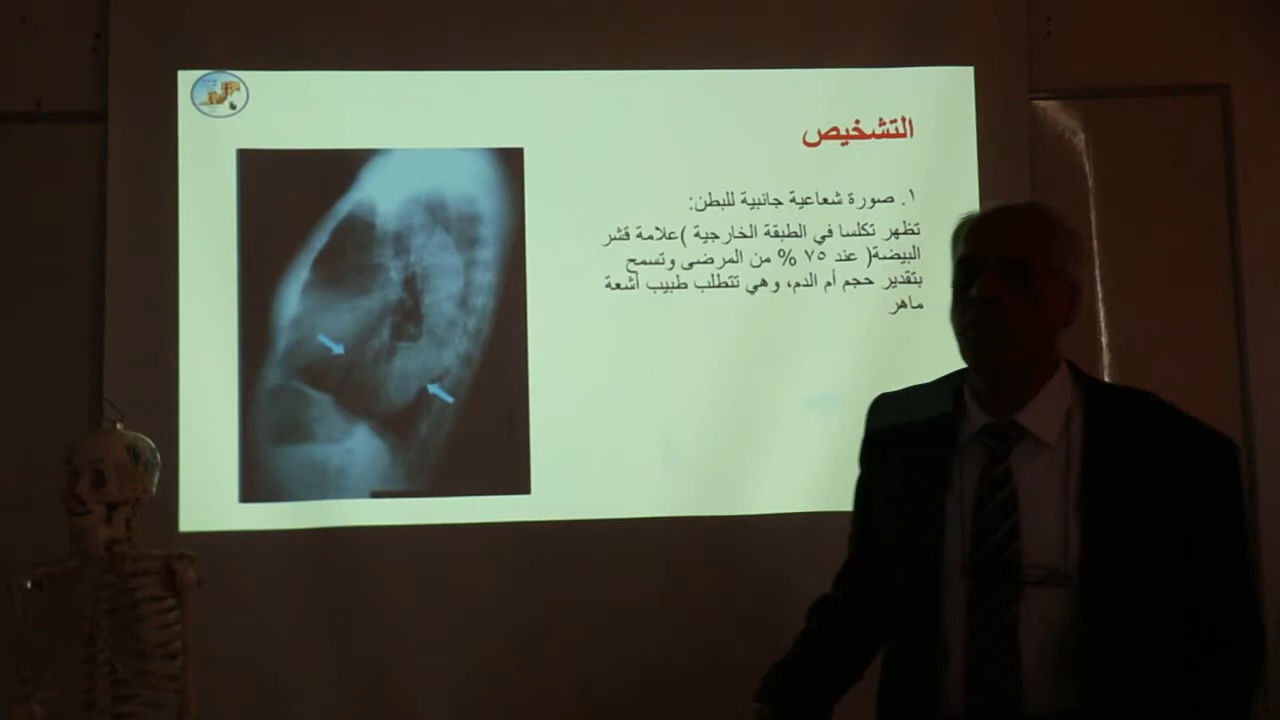 التشخيص
١. صورة شعاعية جانبية للبطن:
تظهر تكلسا في الطبقة الخارجية )علامة قشر
البيضة( عند ٧٥ % من المرضى وتسمح
بتقدير حجم أم الدم، وهي تتطلب طبيب أشعة
ماهر